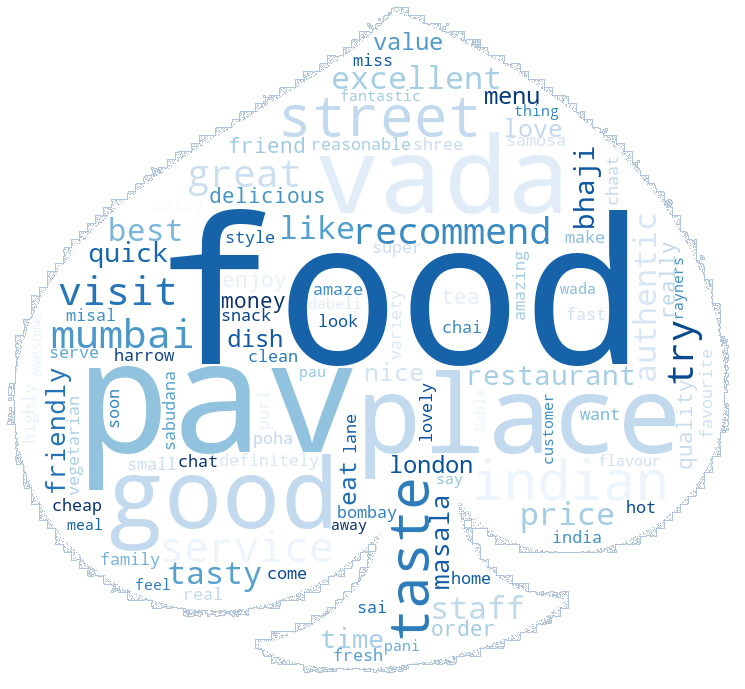 value
miss
excellent
fantastic
menu
street
thing
love
friend
reasonable
shree
samosa
vada
bhaji
chaat
great
delicious
spicy
best
style
like
recommend
make
quick
super
food
authentic
really
rayners
enjoy
amaze
tea
amazing
wada
visit
money
dabeli
misal
snack
look
variety
chai
fast
mumbai
dish
try
awesome
serve
harrow
clean
pav
pau
nice
restaurant
favourite
highly
friendly
vegetarian
soon
sabudana
puri
place
lovely
table
customer
want
quality
poha
lane
small
chat
definitely
eat
london
flavour
good
say
indian
cheap
bombay
taste
masala
price
hot
meal
away
india
family
service
feel
tasty
come
home
real
sai
staff
time
order
pani
fresh